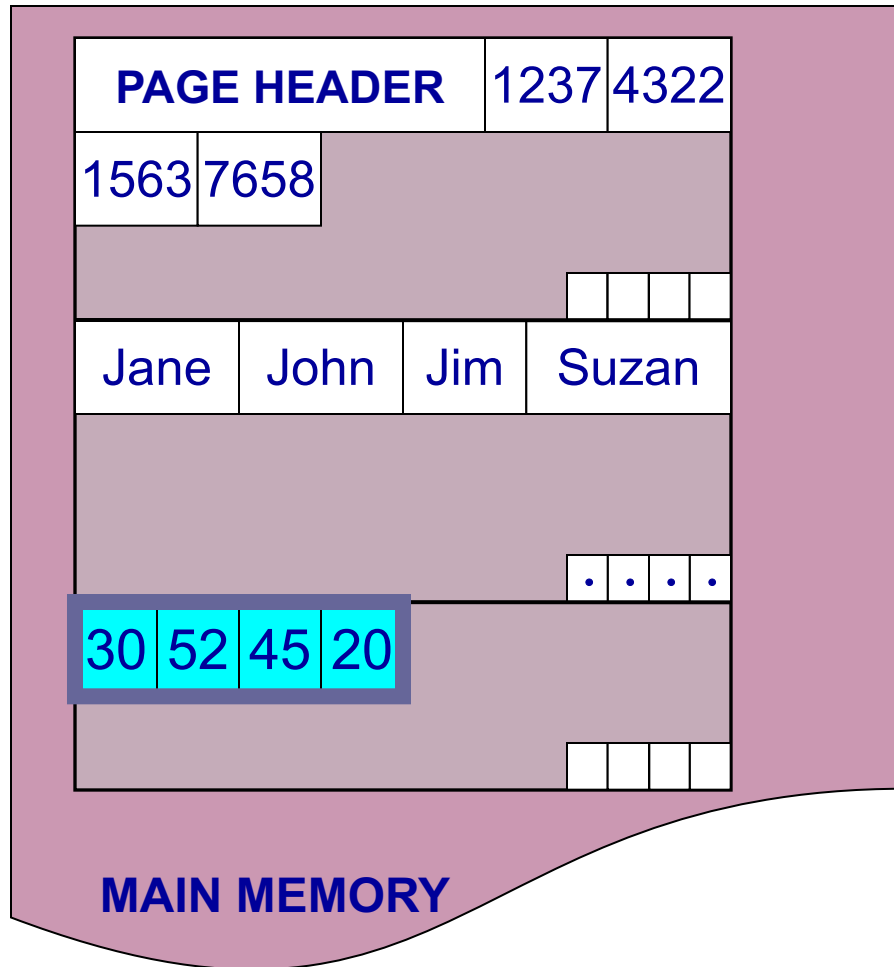 PAGE HEADER 1237 4322
1563 7658
Jane John Jim Suzan
30 52 45 20
MAIN MEMORY